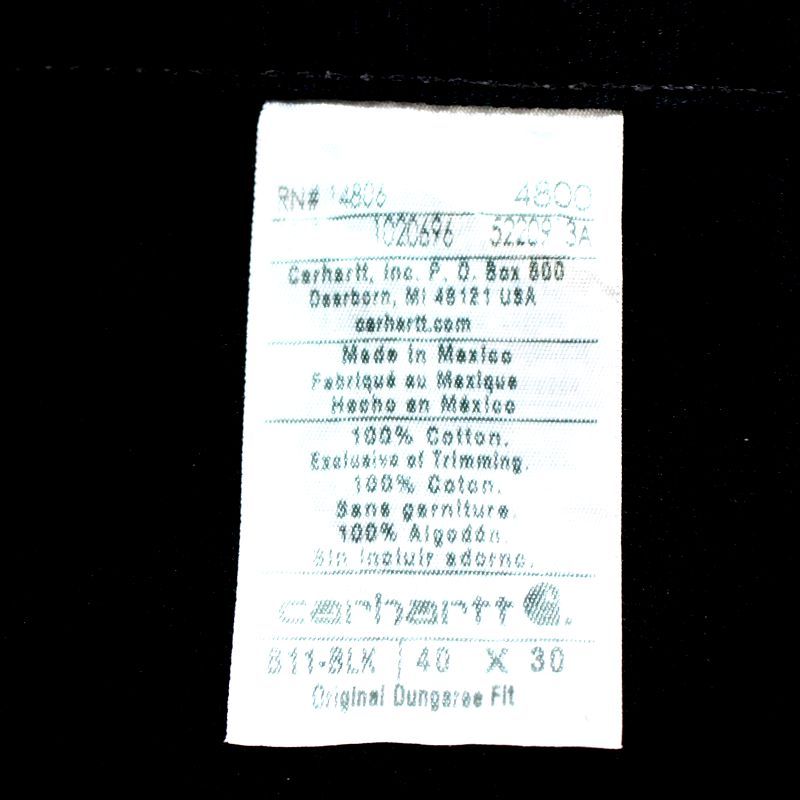 RN# 14806 4800
1020696 52209 3A
Carhartt, Inc. P. O. Box 600
Dearborn, MI 48121 USA
carhartt.com
Made in Mexico
Fabriqué au Mexique
Hecho en México
100% Cotton.
Exclusive of Trimming.
100% Coton.
Sans garniture.
100% Algodón.
Sin incluir adorno.
carhartt
B11-BLK 40 X 30
Original Dungaree Fit